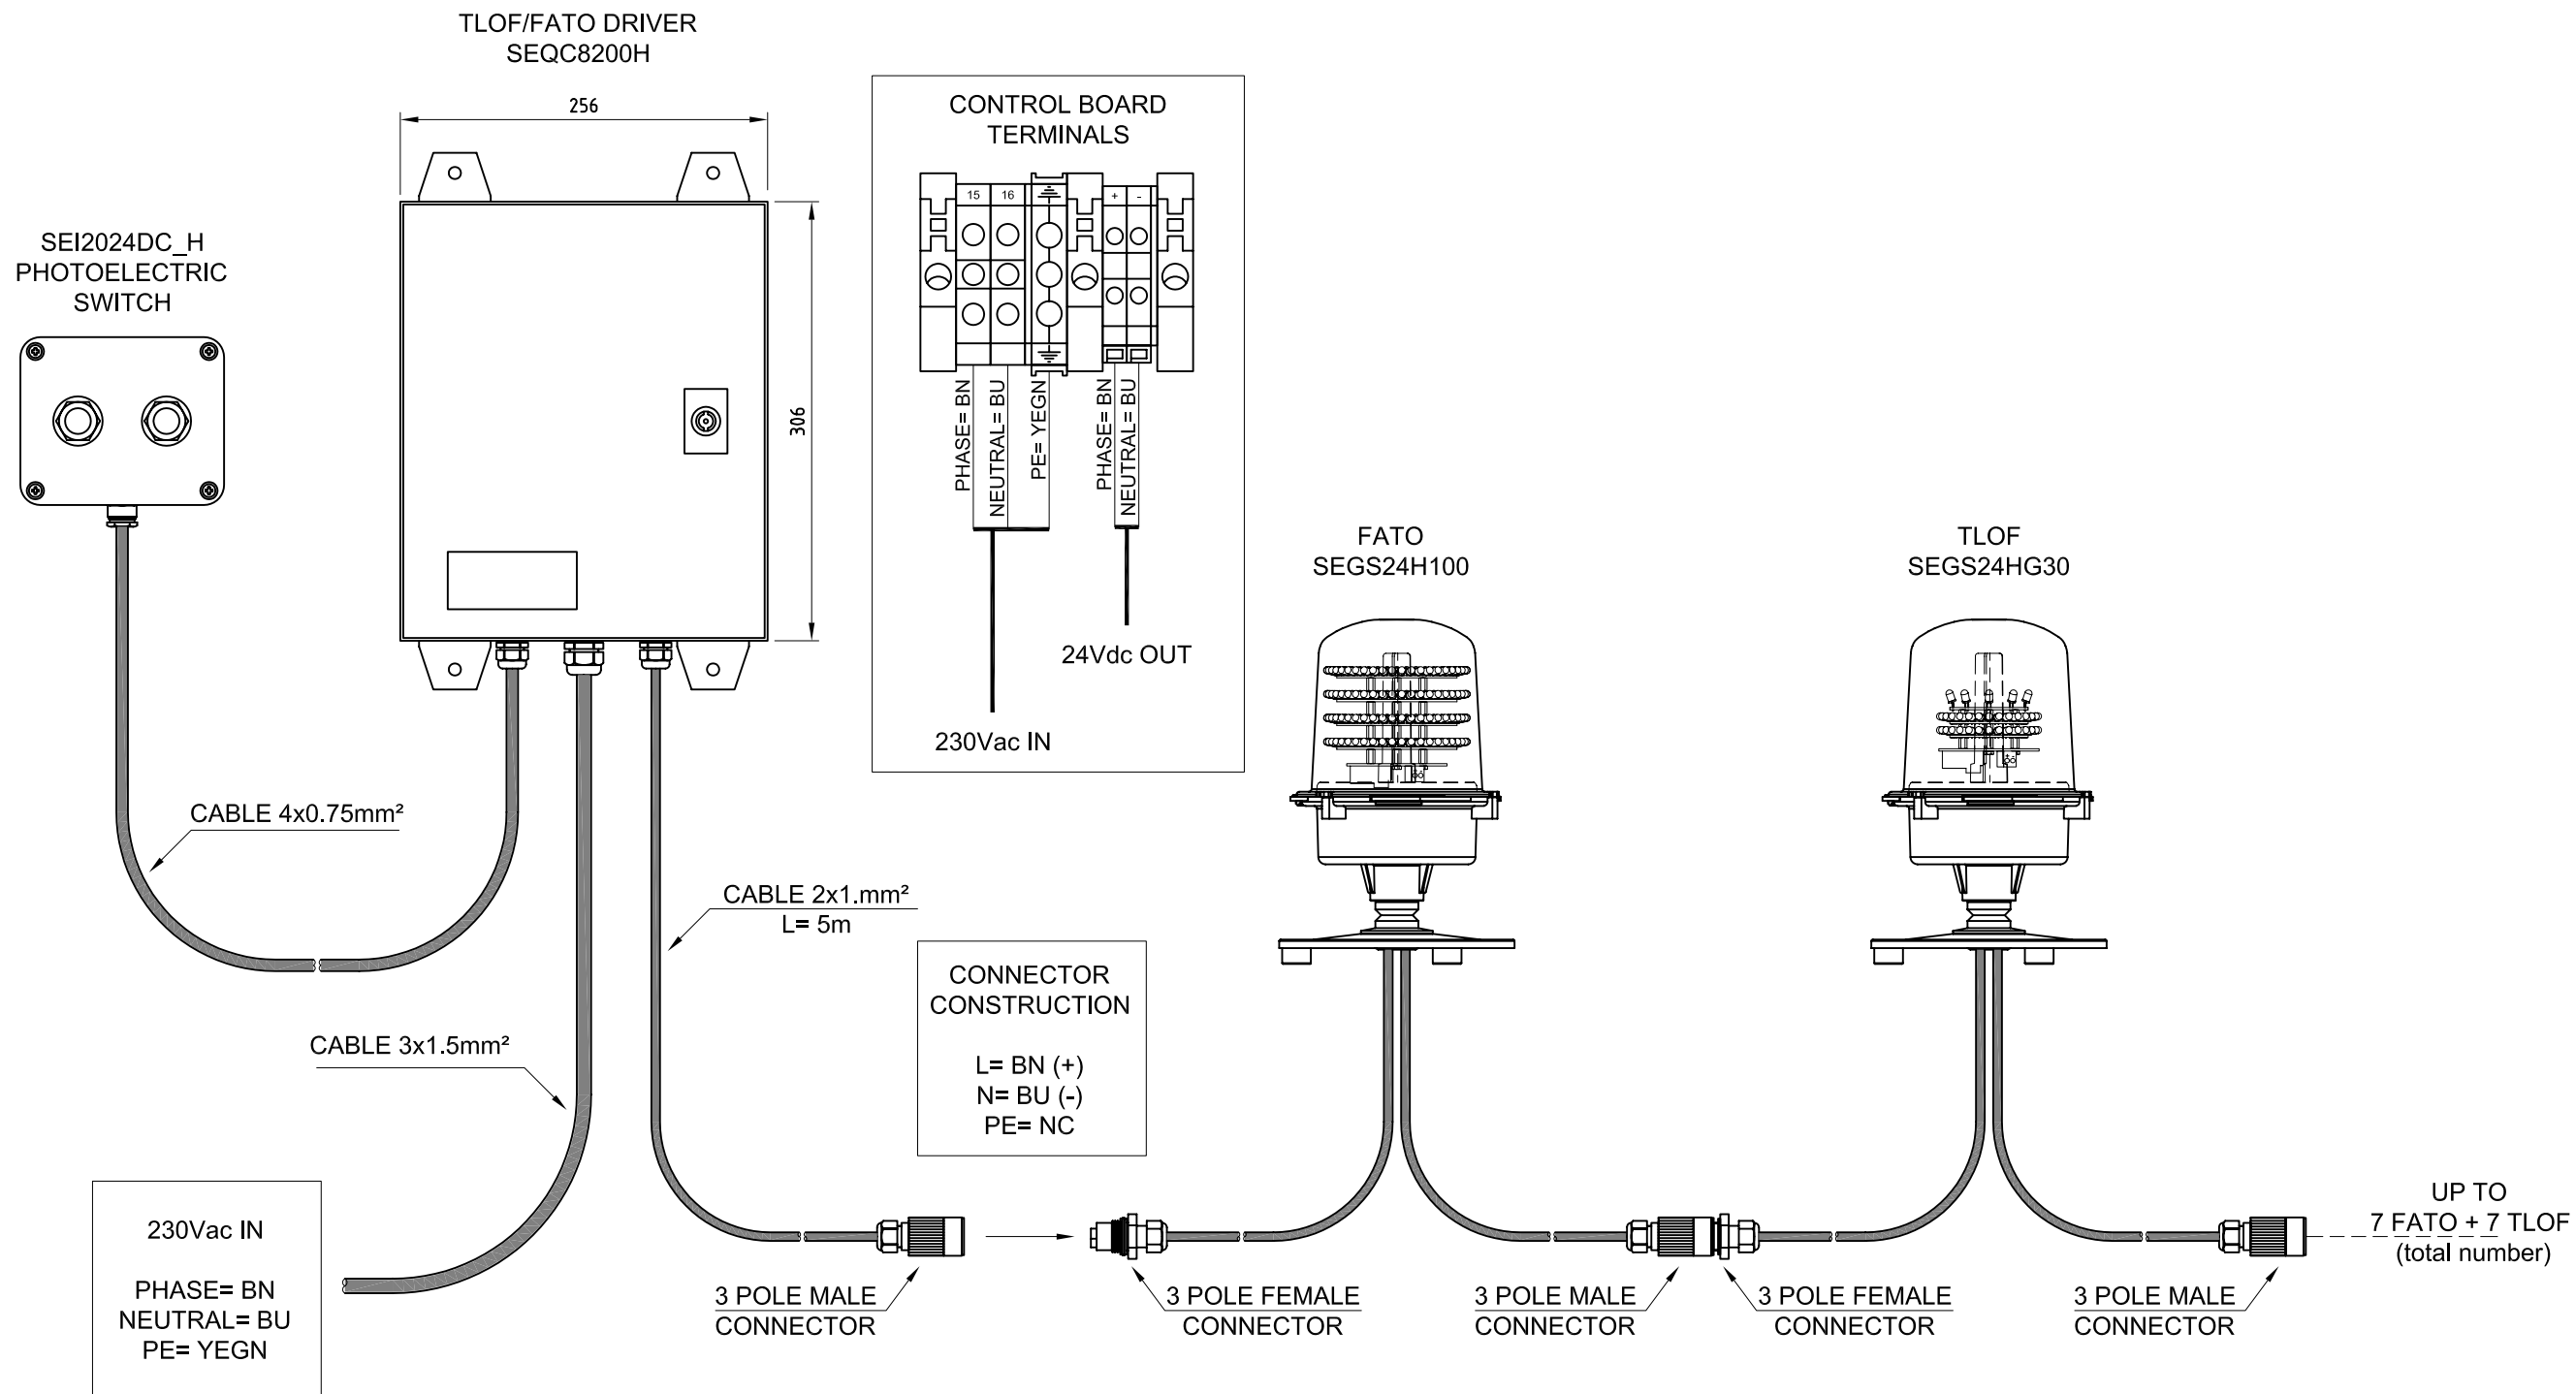 TLOF/FATO DRIVER
SEQC8200H
256
306
SEI2024DC_H
PHOTOELECTRIC
SWITCH
CONTROL BOARD
TERMINALS
15 16 + -
PHASE= BN
NEUTRAL= BU
PE= YEGN
PHASE= BN
NEUTRAL= BU
24Vdc OUT
230Vac IN
FATO
SEGS24H100
TLOF
SEGS24HG30
CABLE 4x0.75mm²
CABLE 2x1.mm²
L= 5m
CABLE 3x1.5mm²
CONNECTOR
CONSTRUCTION
L= BN (+)
N= BU (-)
PE= NC
230Vac IN
PHASE= BN
NEUTRAL= BU
PE= YEGN
3 POLE MALE
CONNECTOR
3 POLE FEMALE
CONNECTOR
3 POLE MALE
CONNECTOR
3 POLE FEMALE
CONNECTOR
3 POLE MALE
CONNECTOR
UP TO
7 FATO + 7 TLOF
(total number)